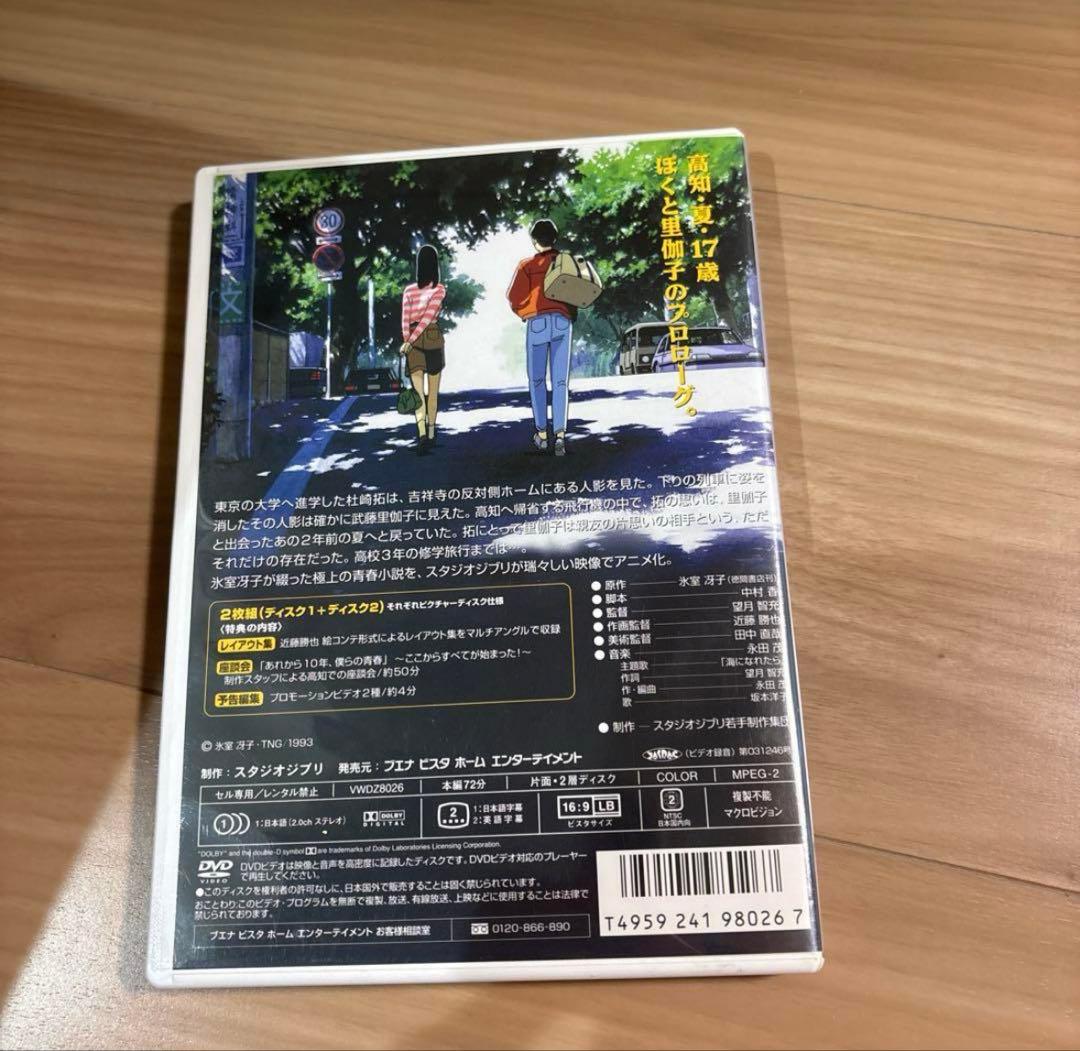 高知・夏・17歳
ぼくと里伽子のプロローグ。
30
文
東京の大学へ進学した杜崎拓は、吉祥寺の反対側ホームにある人影を見た。下りの列車に姿を
消したその人影は確かに武藤里伽子に見えた。高知へ帰省する飛行機の中で、拓の思いは、里伽子
と出会ったあの2年前の夏へと戻っていた。拓にとって里伽子は親友の片思いの相手という、ただ
それだけの存在だった。高校3年の修学旅行までは…。
氷室冴子が綴った極上の青春小説を、スタジオジブリが瑞々しい映像でアニメ化。
2枚組(ディスク1+ディスク2) それぞれピクチャーディスク仕様
〈特典の内容〉
レイアウト集 近藤勝也 絵コンテ形式によるレイアウト集をマルチアングルで収録
座談会 「あれから10年、僕らの青春」 ~ここからすべてが始まった!~
制作スタッフによる高知での座談会/約50分
予告編集 プロモーションビデオ2種/約4分
●原作 氷室 冴子(徳間書店刊)
●脚本 中村 香
●監督 望月 智充
●作画監督 近藤 勝也
●美術監督 田中 直哉
●音楽 永田 茂
主題歌 「海になれたら」
作詞 望月 智充
作・編曲 永田 茂
歌 坂本洋子
●制作 スタジオジブリ若手制作集団
© 氷室 冴子・TNG/1993
JASRAC (ビデオ録音) 第031246号
制作:スタジオジブリ 発売元:ブエナ ビスタ ホーム エンターテイメント
セル専用/レンタル禁止 VWDZ8026 本編72分 片面・2層ディスク COLOR MPEG-2
1 1:日本語(2.0ch ステレオ) DOLBY DIGITAL 2 1:日本語字幕 2:英語字幕 16:9 LB ビスタサイズ 2 NTSC 日本国内向 複製不能 マクロビジョン
"DOLBY" and the double-D symbol are trademarks of Dolby Laboratories Licensing Corporation.
DVD VIDEO DVDビデオは映像と音声を高密度に記録したディスクです。DVDビデオ対応のプレーヤー
で再生してください。
●このディスクを権利者の許可なしに、日本国外で販売することは固く禁じられています。
おことわり:このビデオ・プログラムを無断で複製、放送、有線放送、上映などに使用することは法律で
禁じられております。
ブエナ ビスタ ホーム エンターテイメント お客様相談室 0120-866-890
T4959 241 98026 7